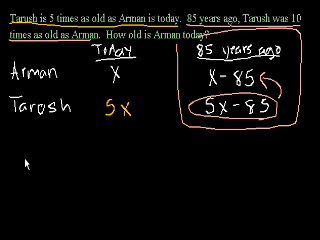 Tarush is 5 times as old as Arman is today. 85 years ago, Tarush was 10
times as old as Arman. How old is Arman today?
Today 85 years ago
Arman x x - 85
Tarush 5x 5x - 85